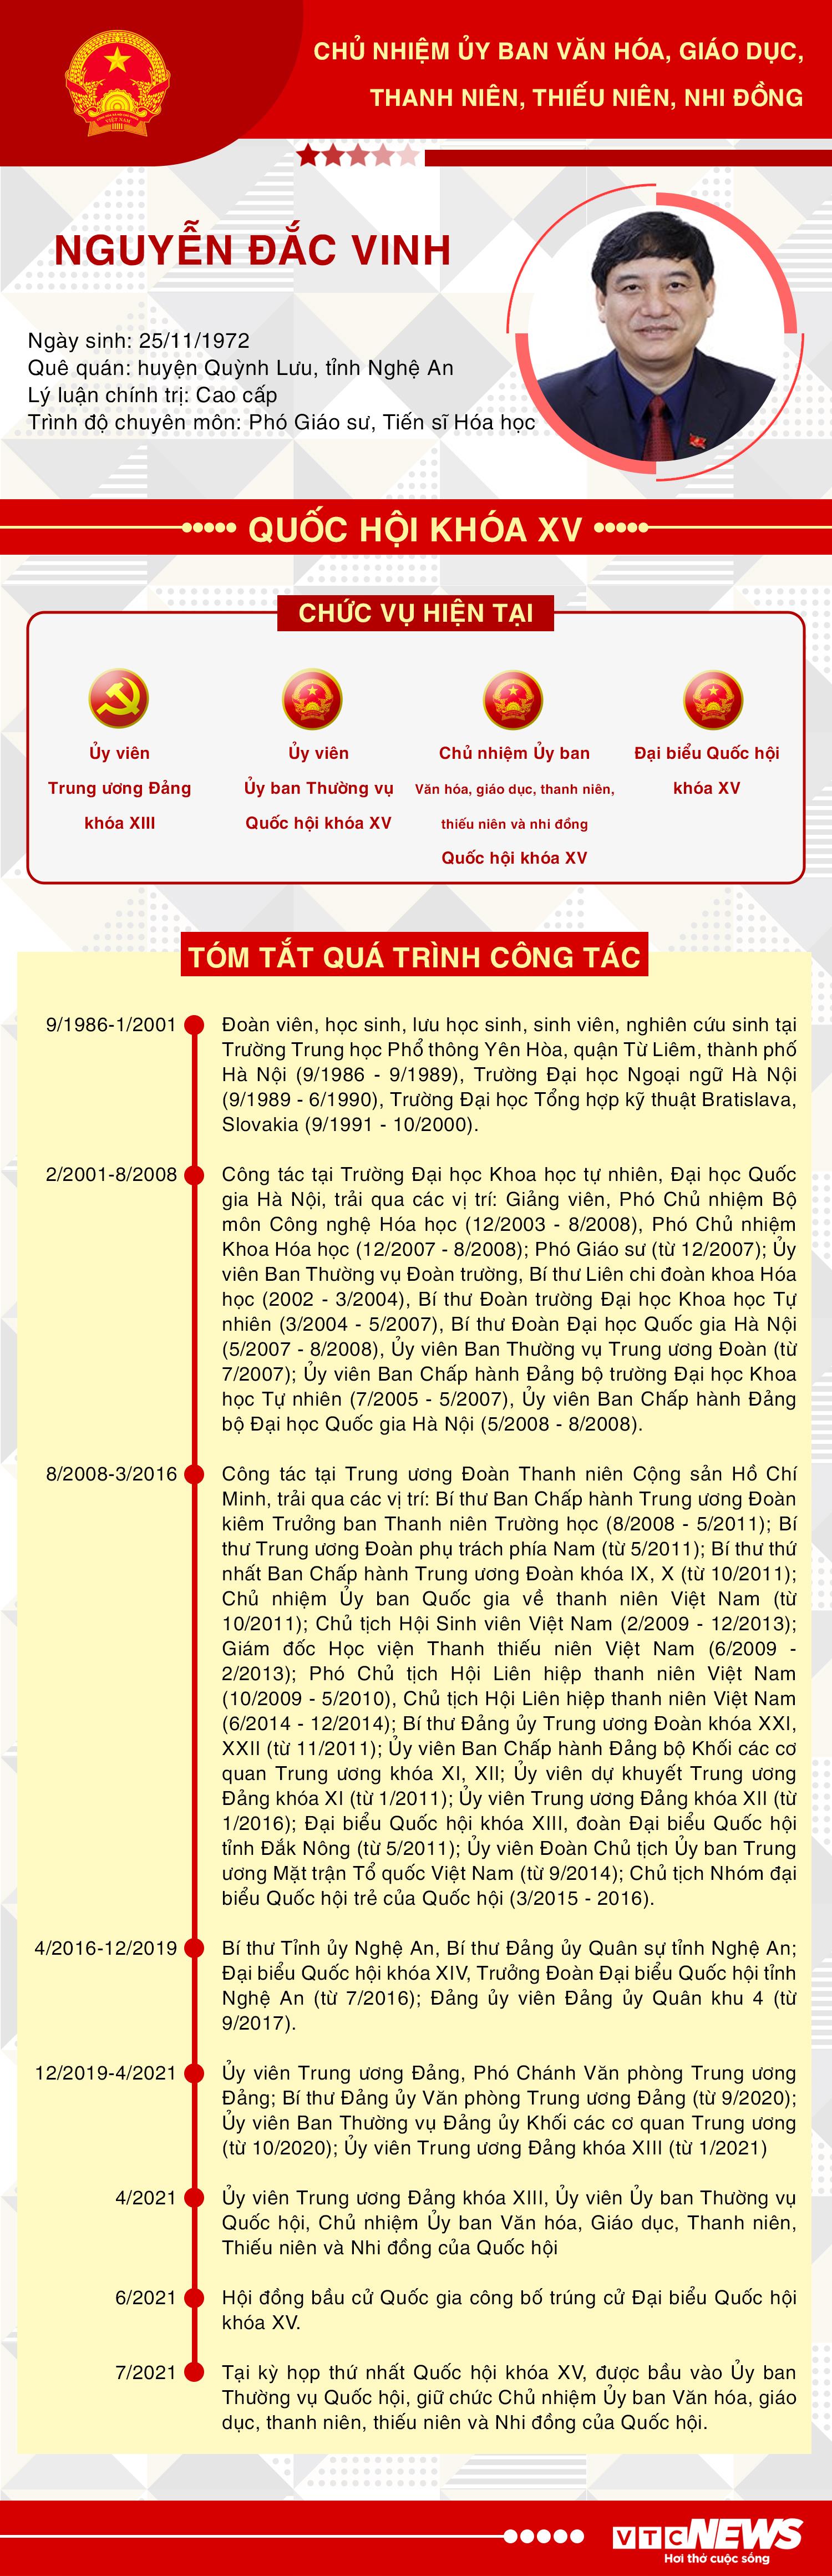 CHỦ NHIỆM ỦY BAN VĂN HÓA, GIÁO DỤC,
THANH NIÊN, THIẾU NIÊN, NHI ĐỒNG
NGUYỄN ĐẮC VINH
Ngày sinh: 25/11/1972
Quê quán: huyện Quỳnh Lưu, tỉnh Nghệ An
Lý luận chính trị: Cao cấp
Trình độ chuyên môn: Phó Giáo sư, Tiến sĩ Hóa học
QUỐC HỘI KHÓA XV
CHỨC VỤ HIỆN TẠI
Ủy viên
Trung ương Đảng
khóa XIII
Ủy viên
Ủy ban Thường vụ
Quốc hội khóa XV
Chủ nhiệm Ủy ban
Văn hóa, giáo dục, thanh niên,
thiếu niên và nhi đồng
Quốc hội khóa XV
Đại biểu Quốc hội
khóa XV
TÓM TẮT QUÁ TRÌNH CÔNG TÁC
9/1986-1/2001
Đoàn viên, học sinh, lưu học sinh, sinh viên, nghiên cứu sinh tại
Trường Trung học Phổ thông Yên Hòa, quận Từ Liêm, thành phố
Hà Nội (9/1986 - 9/1989), Trường Đại học Ngoại ngữ Hà Nội
(9/1989 - 6/1990), Trường Đại học Tổng hợp kỹ thuật Bratislava,
Slovakia (9/1991 - 10/2000).
2/2001-8/2008
Công tác tại Trường Đại học Khoa học tự nhiên, Đại học Quốc
gia Hà Nội, trải qua các vị trí: Giảng viên, Phó Chủ nhiệm Bộ
môn Công nghệ Hóa học (12/2003 - 8/2008), Phó Chủ nhiệm
Khoa Hóa học (12/2007 - 8/2008); Phó Giáo sư (từ 12/2007); Ủy
viên Ban Thường vụ Đoàn trường, Bí thư Liên chi đoàn khoa Hóa
học (2002 - 3/2004), Bí thư Đoàn trường Đại học Khoa học Tự
nhiên (3/2004 - 5/2007), Bí thư Đoàn Đại học Quốc gia Hà Nội
(5/2007 - 8/2008), Ủy viên Ban Thường vụ Trung ương Đoàn (từ
7/2007); Ủy viên Ban Chấp hành Đảng bộ trường Đại học Khoa
học Tự nhiên (7/2005 - 5/2007), Ủy viên Ban Chấp hành Đảng
bộ Đại học Quốc gia Hà Nội (5/2008 - 8/2008).
8/2008-3/2016
Công tác tại Trung ương Đoàn Thanh niên Cộng sản Hồ Chí
Minh, trải qua các vị trí: Bí thư Ban Chấp hành Trung ương Đoàn
kiêm Trưởng ban Thanh niên Trường học (8/2008 - 5/2011); Bí
thư Trung ương Đoàn phụ trách phía Nam (từ 5/2011); Bí thư thứ
nhất Ban Chấp hành Trung ương Đoàn khóa IX, X (từ 10/2011);
Chủ nhiệm Ủy ban Quốc gia về thanh niên Việt Nam (từ
10/2011); Chủ tịch Hội Sinh viên Việt Nam (2/2009 - 12/2013);
Giám đốc Học viện Thanh thiếu niên Việt Nam (6/2009 -
2/2013); Phó Chủ tịch Hội Liên hiệp thanh niên Việt Nam
(10/2009 - 5/2010), Chủ tịch Hội Liên hiệp thanh niên Việt Nam
(6/2014 - 12/2014); Bí thư Đảng ủy Trung ương Đoàn khóa XXI,
XXII (từ 11/2011); Ủy viên Ban Chấp hành Đảng bộ Khối các cơ
quan Trung ương khóa XI, XII; Ủy viên dự khuyết Trung ương
Đảng khóa XI (từ 1/2011); Ủy viên Trung ương Đảng khóa XII (từ
1/2016); Đại biểu Quốc hội khóa XIII, đoàn Đại biểu Quốc hội
tỉnh Đắk Nông (từ 5/2011); Ủy viên Đoàn Chủ tịch Ủy ban Trung
ương Mặt trận Tổ quốc Việt Nam (từ 9/2014); Chủ tịch Nhóm đại
biểu Quốc hội trẻ của Quốc hội (3/2015 - 2016).
4/2016-12/2019
Bí thư Tỉnh ủy Nghệ An, Bí thư Đảng ủy Quân sự tỉnh Nghệ An;
Đại biểu Quốc hội khóa XIV, Trưởng Đoàn Đại biểu Quốc hội tỉnh
Nghệ An (từ 7/2016); Đảng ủy viên Đảng ủy Quân khu 4 (từ
9/2017).
12/2019-4/2021
Ủy viên Trung ương Đảng, Phó Chánh Văn phòng Trung ương
Đảng; Bí thư Đảng ủy Văn phòng Trung ương Đảng (từ 9/2020);
Ủy viên Ban Thường vụ Đảng ủy Khối các cơ quan Trung ương
(từ 10/2020); Ủy viên Trung ương Đảng khóa XIII (từ 1/2021)
4/2021
Ủy viên Trung ương Đảng khóa XIII, Ủy viên Ủy ban Thường vụ
Quốc hội, Chủ nhiệm Ủy ban Văn hóa, Giáo dục, Thanh niên,
Thiếu niên và Nhi đồng của Quốc hội
6/2021
Hội đồng bầu cử Quốc gia công bố trúng cử Đại biểu Quốc hội
khóa XV.
7/2021
Tại kỳ họp thứ nhất Quốc hội khóa XV, được bầu vào Ủy ban
Thường vụ Quốc hội, giữ chức Chủ nhiệm Ủy ban Văn hóa, giáo
dục, thanh niên, thiếu niên và Nhi đồng của Quốc hội.
VTC NEWS
Hơi thở cuộc sống